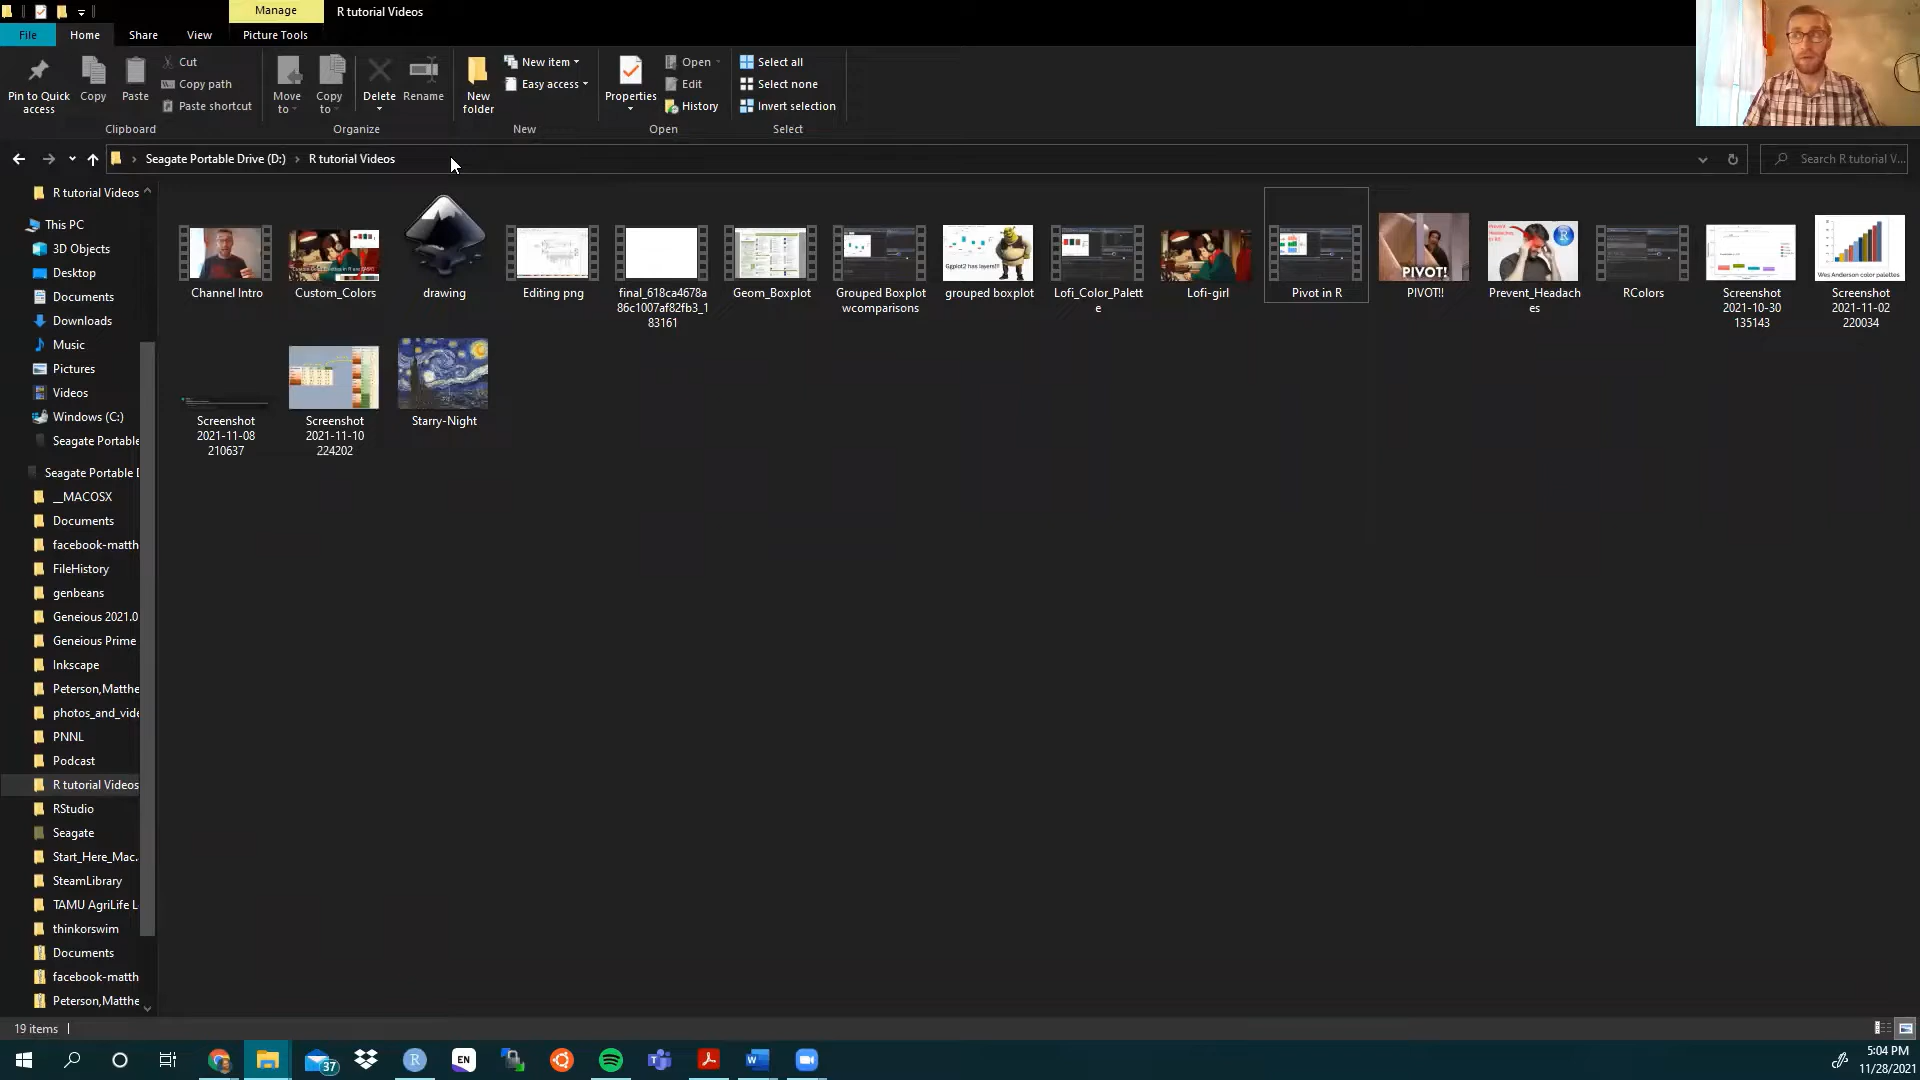 Manage
R tutorial Videos
File
Home
Share
View
Picture Tools
Pin to Quick
access
Copy
Paste
Cut
Copy path
Paste shortcut
Clipboard
Move
to
Copy
to
Delete
Rename
Organize
New
folder
New item
Easy access
New
Properties
Open
Edit
History
Open
Select all
Select none
Invert selection
Select
Seagate Portable Drive (D:) > R tutorial Videos
Search R tutorial V...
R tutorial Videos
This PC
3D Objects
Desktop
Documents
Downloads
Music
Pictures
Videos
Windows (C:)
Seagate Portable
Seagate Portable D
__MACOSX
Documents
facebook-matth
FileHistory
genbeans
Geneious 2021.0
Geneious Prime
Inkscape
Peterson,Matthe
photos_and_vide
PNNL
Podcast
R tutorial Videos
RStudio
Seagate
Start_Here_Mac.
SteamLibrary
TAMU AgriLife L
thinkorswim
Documents
facebook-matth
Peterson,Matthe
Channel Intro
Custom_Colors
drawing
Editing png
final_618ca4678a
86c1007af82fb3_1
83161
Geom_Boxplot
Grouped Boxplot
wcomparisons
Ggplot2 has layers!!!
grouped boxplot
Lofi_Color_Palett
e
Lofi-girl
Pivot in R
PIVOT!
PIVOT!!
Prevent_Headach
es
RColors
Screenshot
2021-10-30
135143
Wes Anderson color palettes
Screenshot
2021-11-02
220034
Screenshot
2021-11-08
210637
Screenshot
2021-11-10
224202
Starry-Night
19 items
37
R
EN
W
5:04 PM
11/28/2021